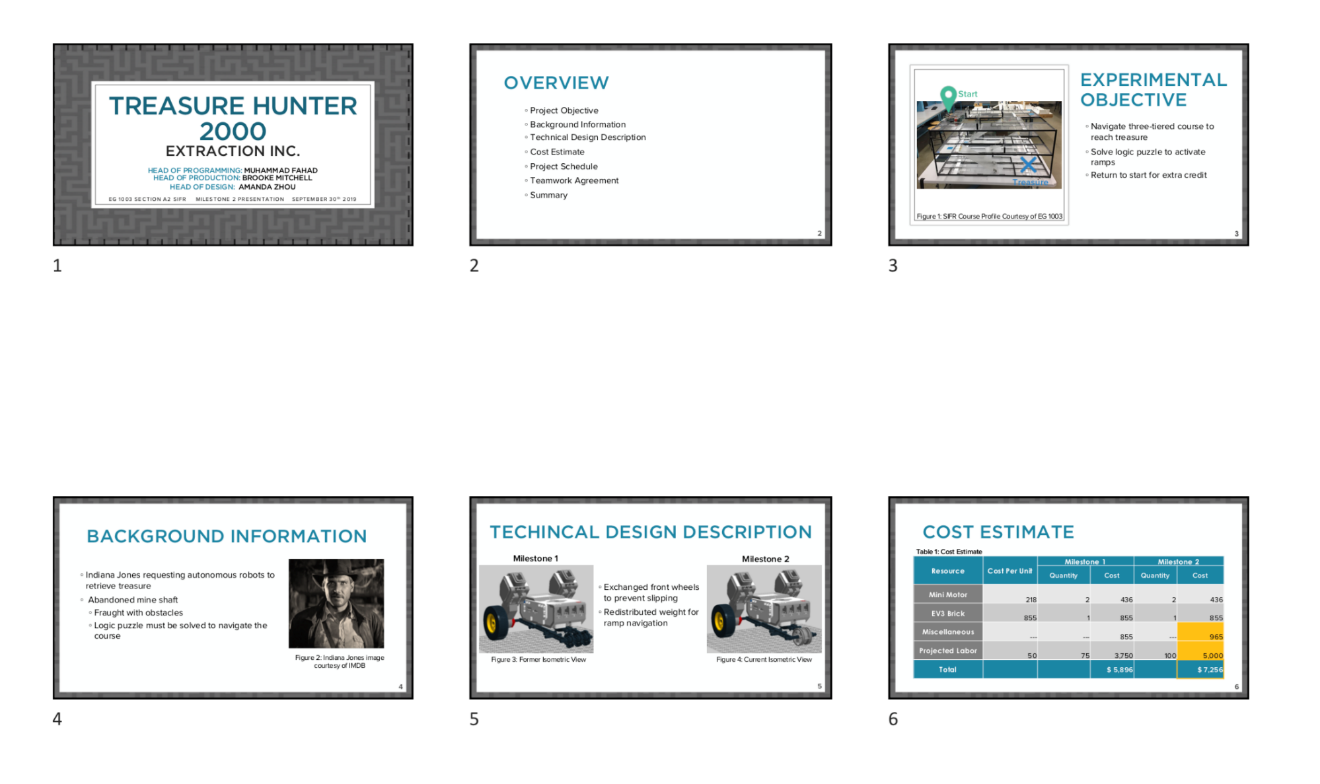 TREASURE HUNTER
2000
EXTRACTION INC.
HEAD OF PROGRAMMING: MUHAMMAD FAHAD
HEAD OF PRODUCTION: BROOKE MITCHELL
HEAD OF DESIGN: AMANDA ZHOU
EG 1003 SECTION A2 SIFR MILESTONE 2 PRESENTATION SEPTEMBER 30TH 2019
1
OVERVIEW
Project Objective
Background Information
Technical Design Description
Cost Estimate
Project Schedule
Teamwork Agreement
Summary
2
2
Start
Treasure
Figure 1: SIFR Course Profile Courtesy of EG 1003
EXPERIMENTAL
OBJECTIVE
Navigate three-tiered course to
reach treasure
Solve logic puzzle to activate
ramps
Return to start for extra credit
3
3
BACKGROUND INFORMATION
Indiana Jones requesting autonomous robots to
retrieve treasure
Abandoned mine shaft
Fraught with obstacles
Logic puzzle must be solved to navigate the
course
Figure 2: Indiana Jones image
courtesy of IMDB
4
4
TECHINCAL DESIGN DESCRIPTION
Milestone 1
Figure 3: Former Isometric View
Exchanged front wheels
to prevent slipping
Redistributed weight for
ramp navigation
Milestone 2
Figure 4: Current Isometric View
5
5
COST ESTIMATE
Table 1: Cost Estimate
Resource Cost Per Unit Milestone 1 Milestone 2
Quantity Cost Quantity Cost
Mini Motor 218 2 436 2 436
EV3 Brick 855 1 855 1 855
Miscellaneous --- --- 855 --- 965
Projected Labor 50 75 3,750 100 5,000
Total $ 5,896 $ 7,256
6
6